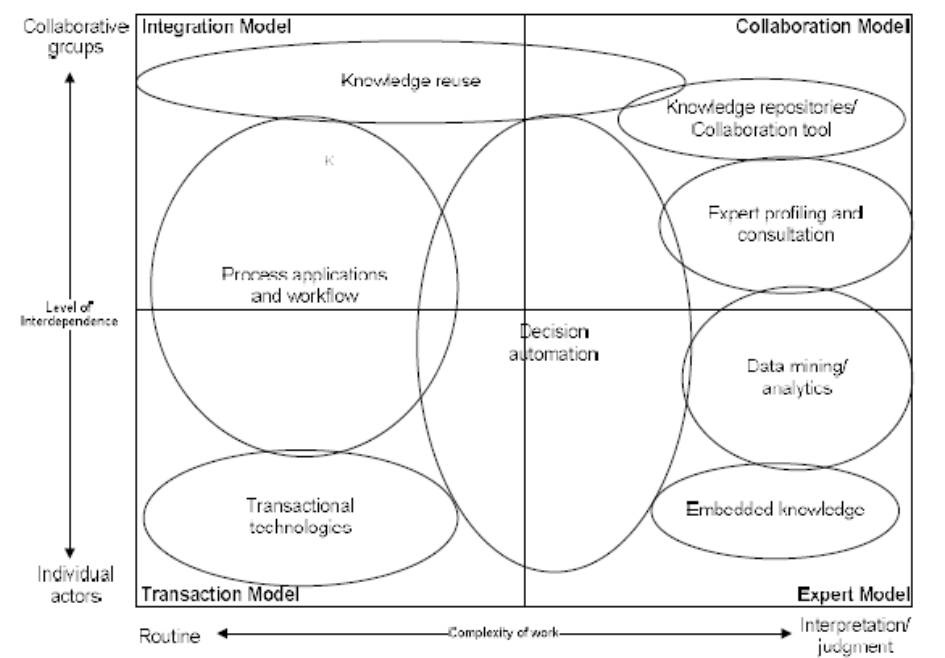 Collaborative
groups
Integration Model
Collaboration Model
Knowledge reuse
Knowledge repositories/
Collaboration tool
K
Expert profiling and
consultation
Process applications
and workflow
Level of
Interdependence
Decision
automation
Data mining/
analytics
Transactional
technologies
Embedded knowledge
Individual
actors
Transaction Model
Expert Model
Routine
Complexity of work
Interpretation/
judgment